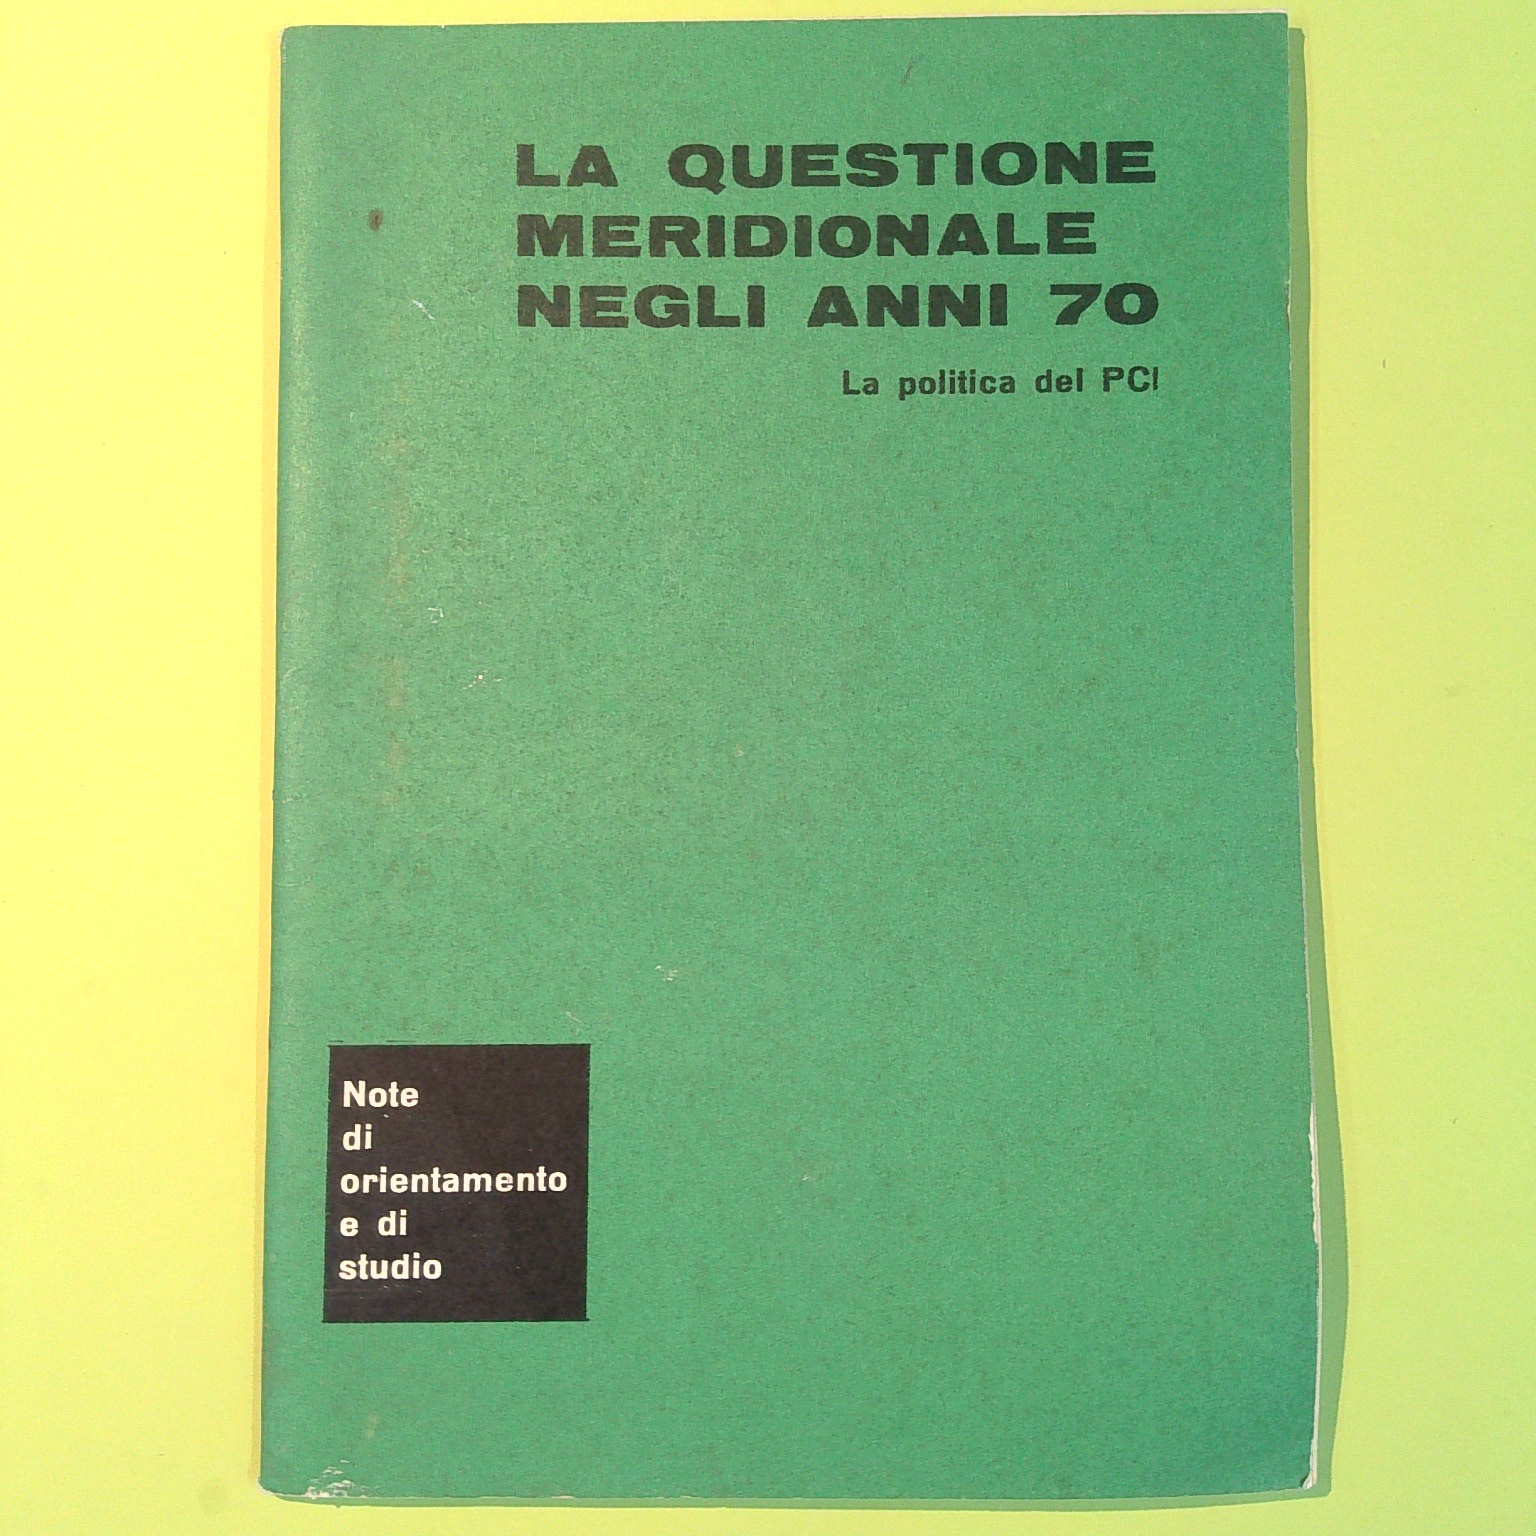 LA QUESTIONE
MERIDIONALE
NEGLI ANNI 70
La politica del PCI
Note
di
orientamento
e di
studio